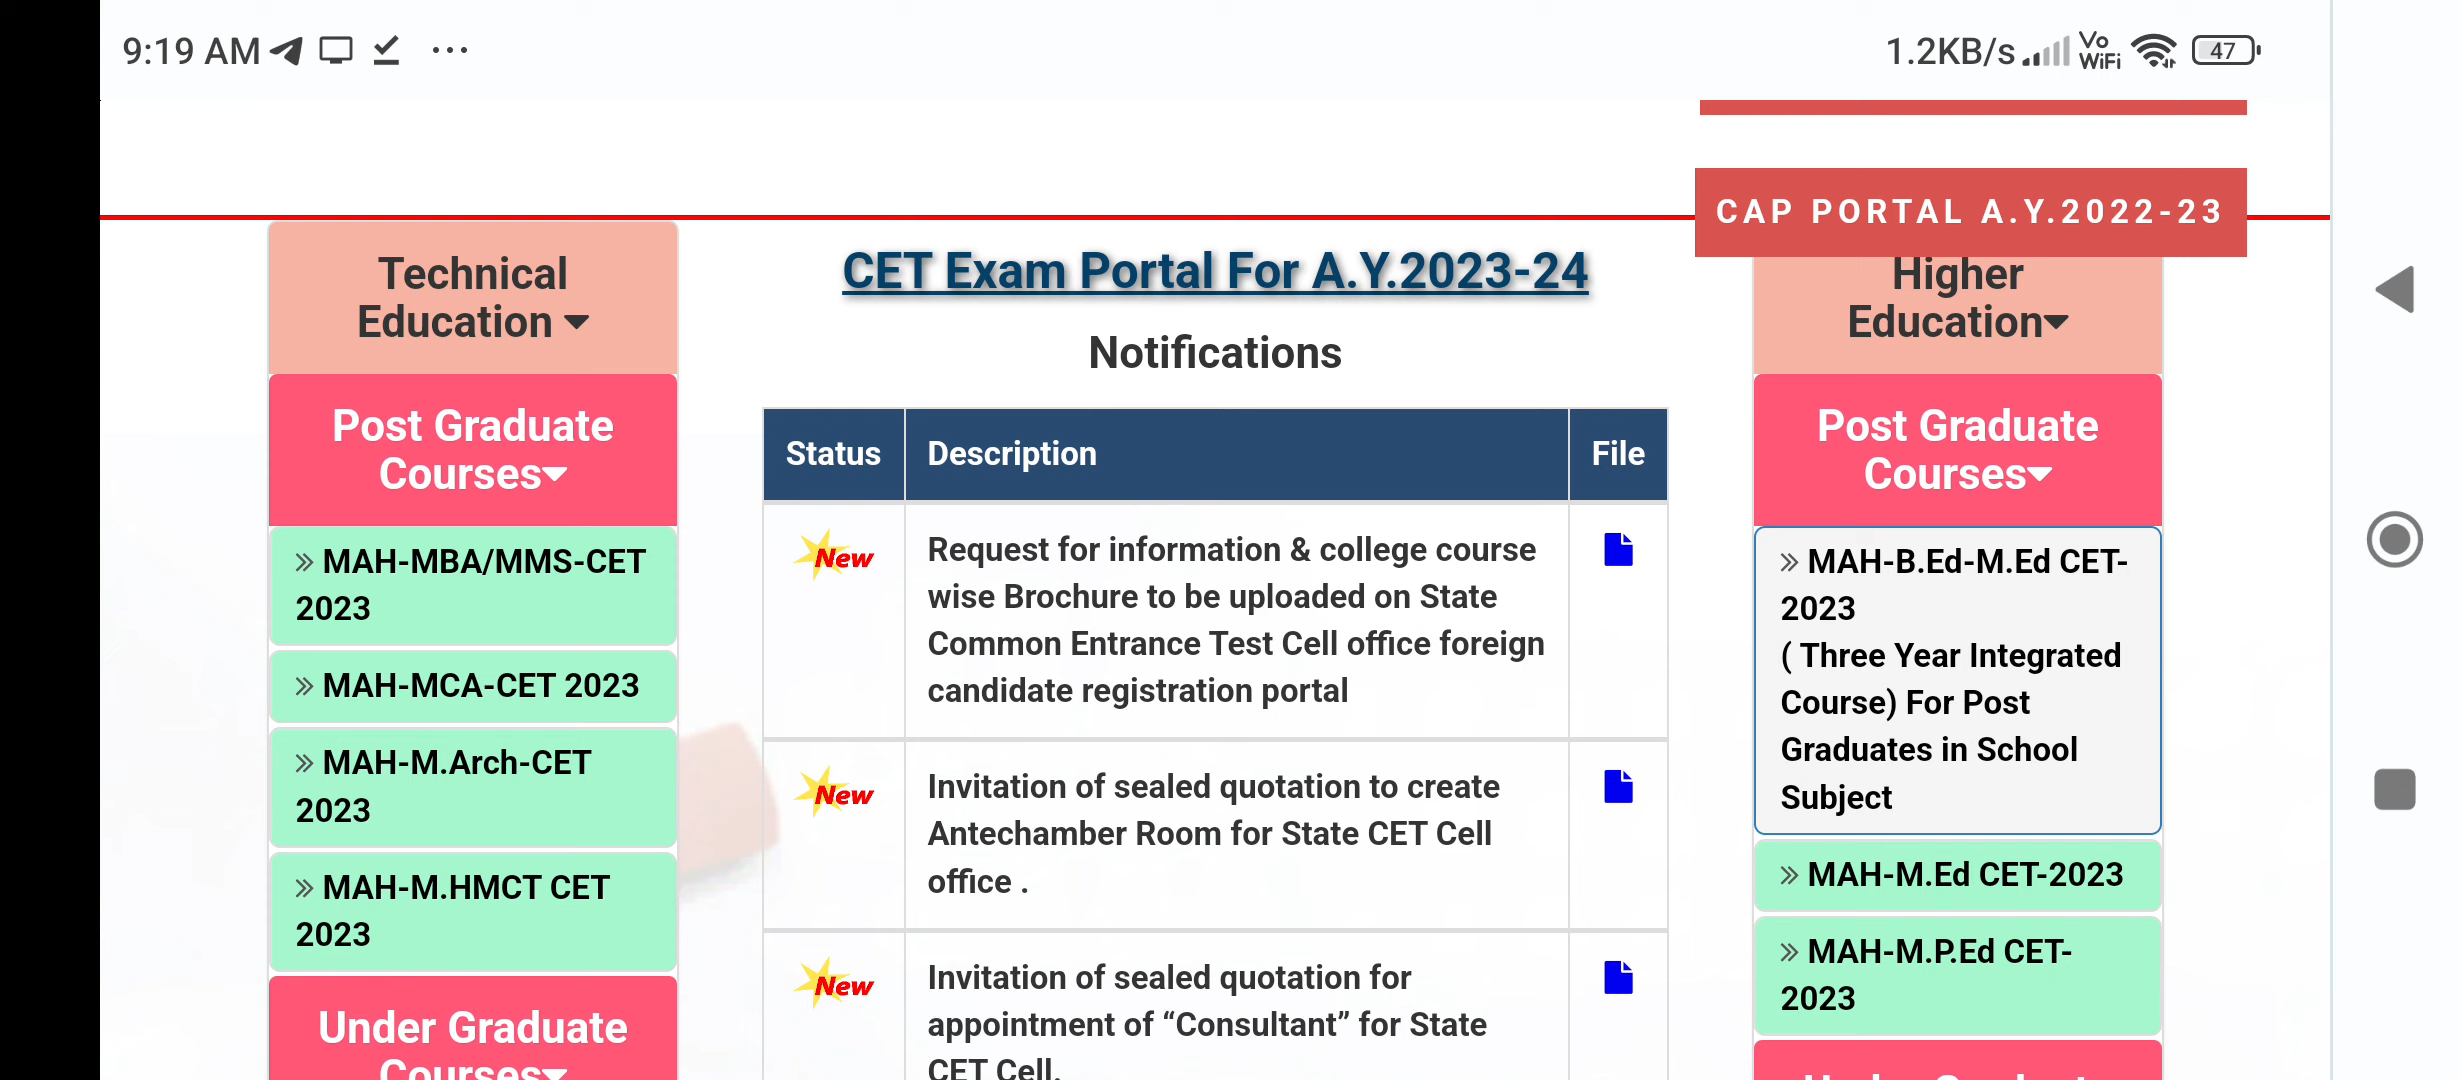 9:19 AM ...
1.2KB/s Vo WiFi 47
CAP PORTAL A.Y.2022-23
Technical
Education
Post Graduate
Courses
» MAH-MBA/MMS-CET
2023
» MAH-MCA-CET 2023
» MAH-M.Arch-CET
2023
» MAH-M.HMCT CET
2023
Under Graduate
Courses
CET Exam Portal For A.Y.2023-24
Notifications
Status Description File
New Request for information & college course
wise Brochure to be uploaded on State
Common Entrance Test Cell office foreign
candidate registration portal
New Invitation of sealed quotation to create
Antechamber Room for State CET Cell
office .
New Invitation of sealed quotation for
appointment of “Consultant” for State
CET Cell.
Higher
Education
Post Graduate
Courses
» MAH-B.Ed-M.Ed CET-
2023
( Three Year Integrated
Course) For Post
Graduates in School
Subject
» MAH-M.Ed CET-2023
» MAH-M.P.Ed CET-
2023